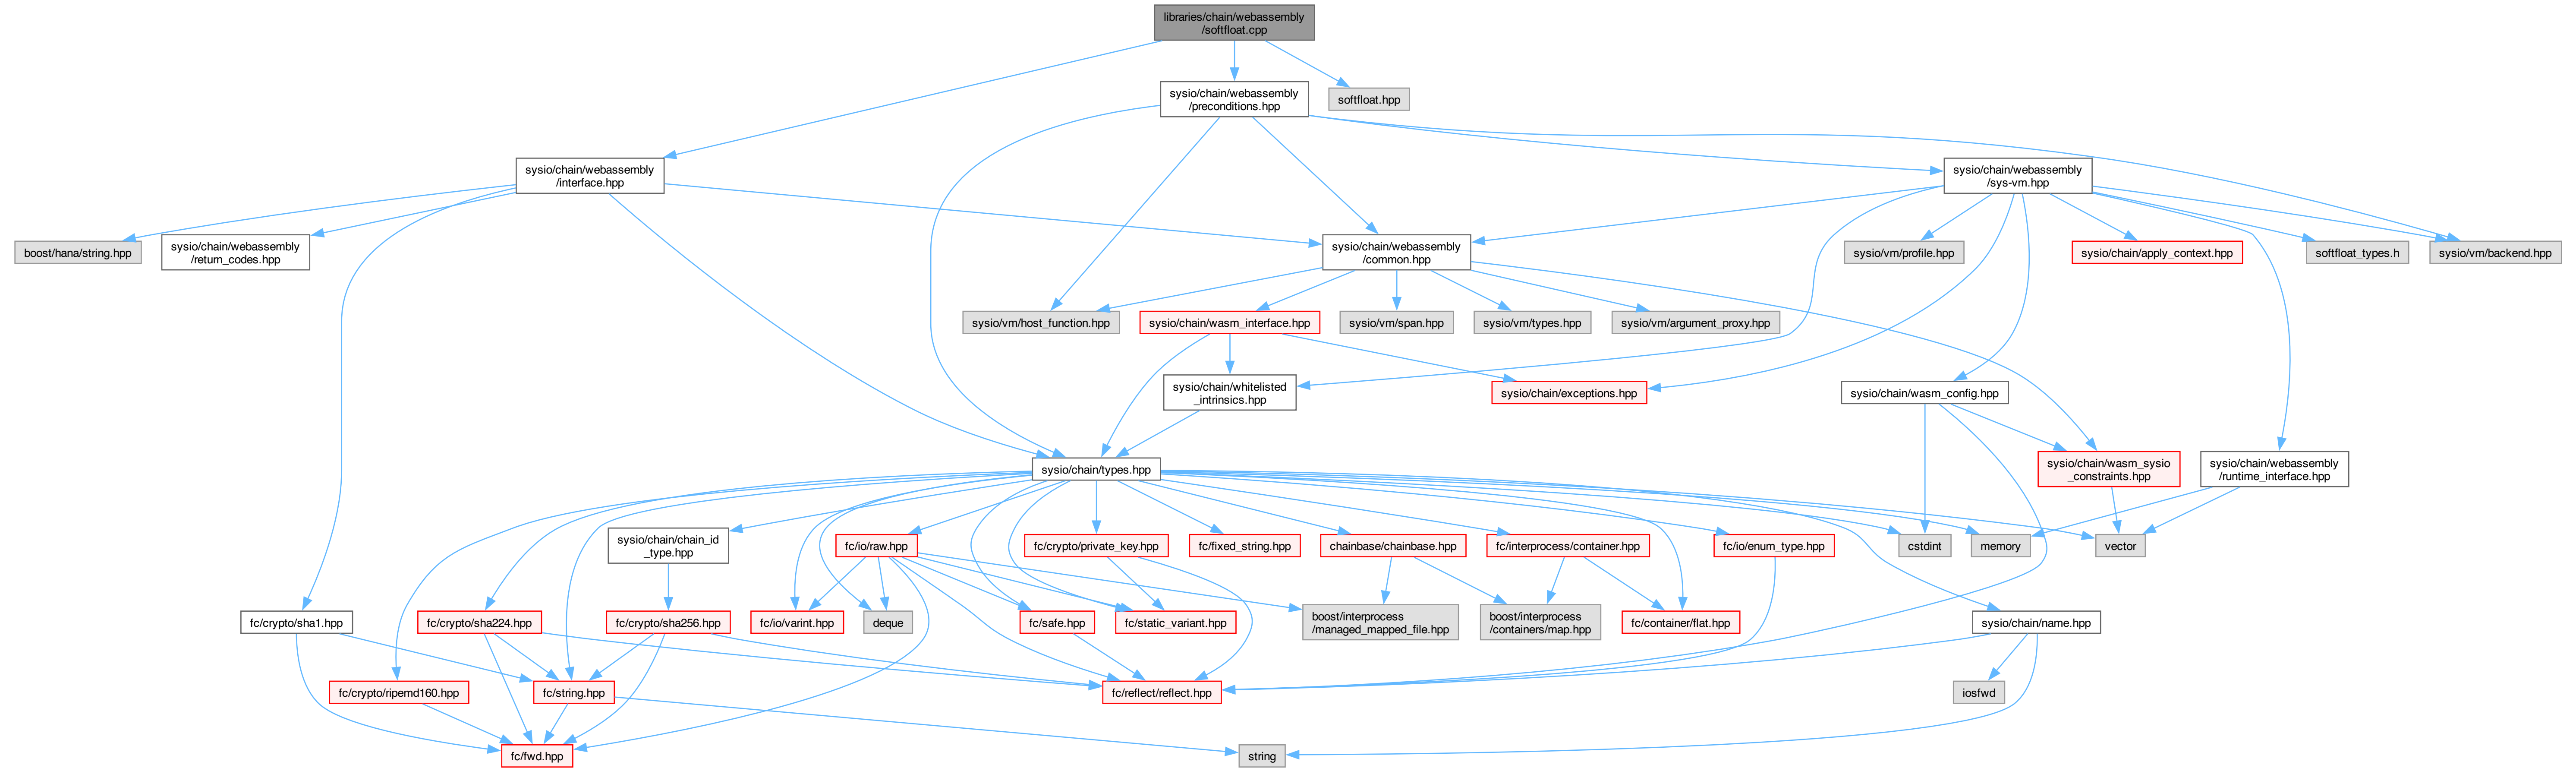 libraries/chain/webassembly
/softfloat.cpp
sysio/chain/webassembly
/preconditions.hpp
softfloat.hpp
sysio/chain/webassembly
/interface.hpp
sysio/chain/webassembly
/sys-vm.hpp
boost/hana/string.hpp
sysio/chain/webassembly
/return_codes.hpp
sysio/chain/webassembly
/common.hpp
sysio/vm/profile.hpp
sysio/chain/apply_context.hpp
softfloat_types.h
sysio/vm/backend.hpp
sysio/vm/host_function.hpp
sysio/chain/wasm_interface.hpp
sysio/vm/span.hpp
sysio/vm/types.hpp
sysio/vm/argument_proxy.hpp
sysio/chain/whitelisted
_intrinsics.hpp
sysio/chain/exceptions.hpp
sysio/chain/wasm_config.hpp
sysio/chain/types.hpp
sysio/chain/wasm_sysio
_constraints.hpp
sysio/chain/webassembly
/runtime_interface.hpp
sysio/chain/chain_id
_type.hpp
fc/io/raw.hpp
fc/crypto/private_key.hpp
fc/fixed_string.hpp
chainbase/chainbase.hpp
fc/interprocess/container.hpp
fc/io/enum_type.hpp
cstdint
memory
vector
fc/crypto/sha1.hpp
fc/crypto/sha224.hpp
fc/crypto/sha256.hpp
fc/io/varint.hpp
deque
fc/safe.hpp
fc/static_variant.hpp
boost/interprocess
/managed_mapped_file.hpp
boost/interprocess
/containers/map.hpp
fc/container/flat.hpp
sysio/chain/name.hpp
fc/crypto/ripemd160.hpp
fc/string.hpp
fc/reflect/reflect.hpp
iosfwd
fc/fwd.hpp
string